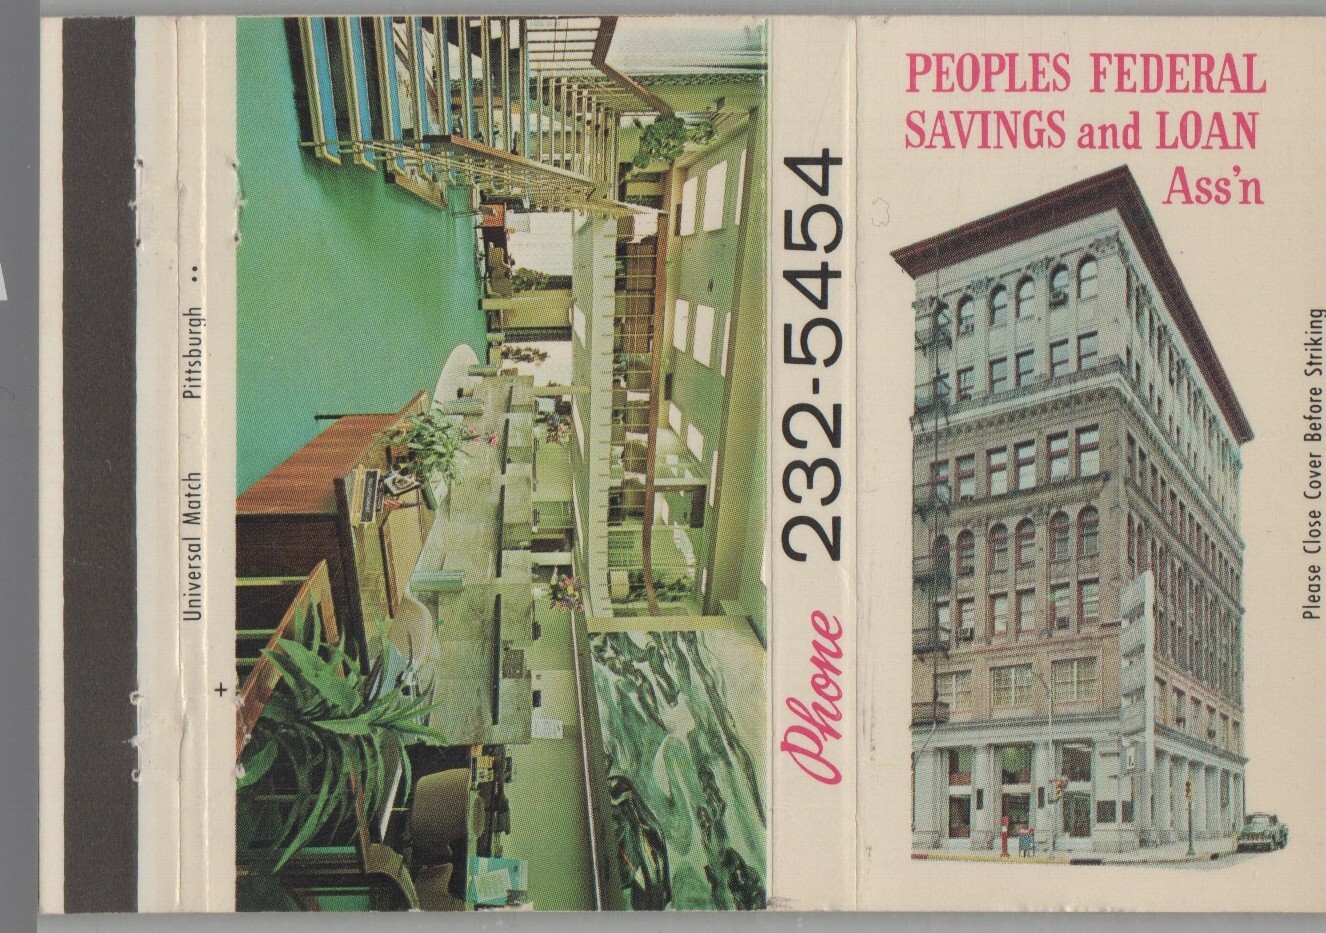 PEOPLES FEDERAL
SAVINGS and LOAN
Ass'n
Phone 232-5454
Please Close Cover Before Striking
Universal Match Pittsburgh